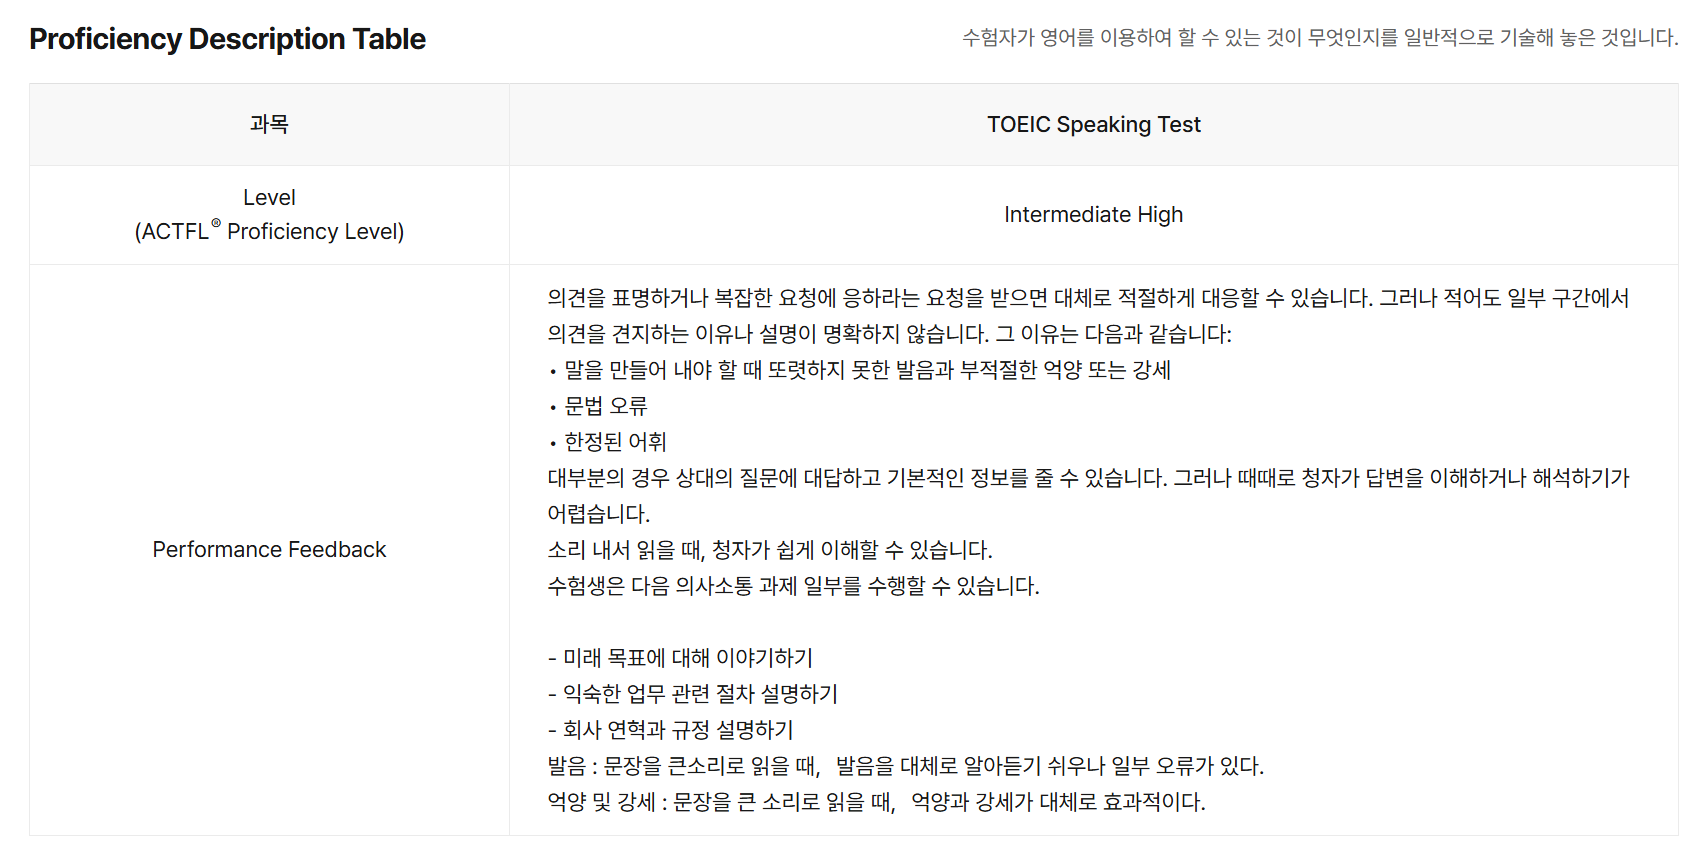 Proficiency Description Table
수험자가 영어를 이용하여 할 수 있는 것이 무엇인지를 일반적으로 기술해 놓은 것입니다.
과목
TOEIC Speaking Test
Level
(ACTFL® Proficiency Level)
Intermediate High
Performance Feedback
의견을 표명하거나 복잡한 요청에 응하라는 요청을 받으면 대체로 적절하게 대응할 수 있습니다. 그러나 적어도 일부 구간에서
의견을 견지하는 이유나 설명이 명확하지 않습니다. 그 이유는 다음과 같습니다:
• 말을 만들어 내야 할 때 또렷하지 못한 발음과 부적절한 억양 또는 강세
• 문법 오류
• 한정된 어휘
대부분의 경우 상대의 질문에 대답하고 기본적인 정보를 줄 수 있습니다. 그러나 때때로 청자가 답변을 이해하거나 해석하기가
어렵습니다.
소리 내서 읽을 때, 청자가 쉽게 이해할 수 있습니다.
수험생은 다음 의사소통 과제 일부를 수행할 수 있습니다.
- 미래 목표에 대해 이야기하기
- 익숙한 업무 관련 절차 설명하기
- 회사 연혁과 규정 설명하기
발음 : 문장을 큰소리로 읽을 때, 발음을 대체로 알아듣기 쉬우나 일부 오류가 있다.
억양 및 강세 : 문장을 큰 소리로 읽을 때, 억양과 강세가 대체로 효과적이다.